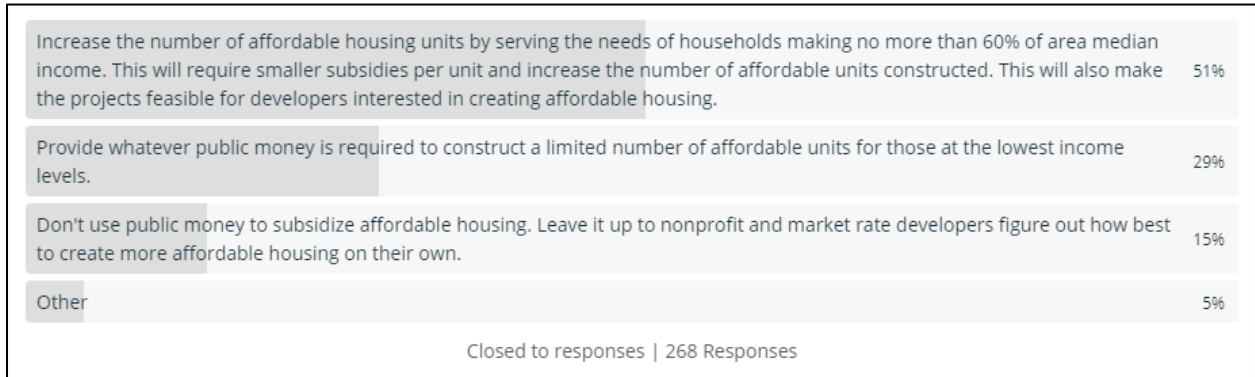 Increase the number of affordable housing units by serving the needs of households making no more than 60% of area median
income. This will require smaller subsidies per unit and increase the number of affordable units constructed. This will also make
the projects feasible for developers interested in creating affordable housing.
51%
Provide whatever public money is required to construct a limited number of affordable units for those at the lowest income
levels.
29%
Don't use public money to subsidize affordable housing. Leave it up to nonprofit and market rate developers figure out how best
to create more affordable housing on their own.
15%
Other
5%
Closed to responses | 268 Responses